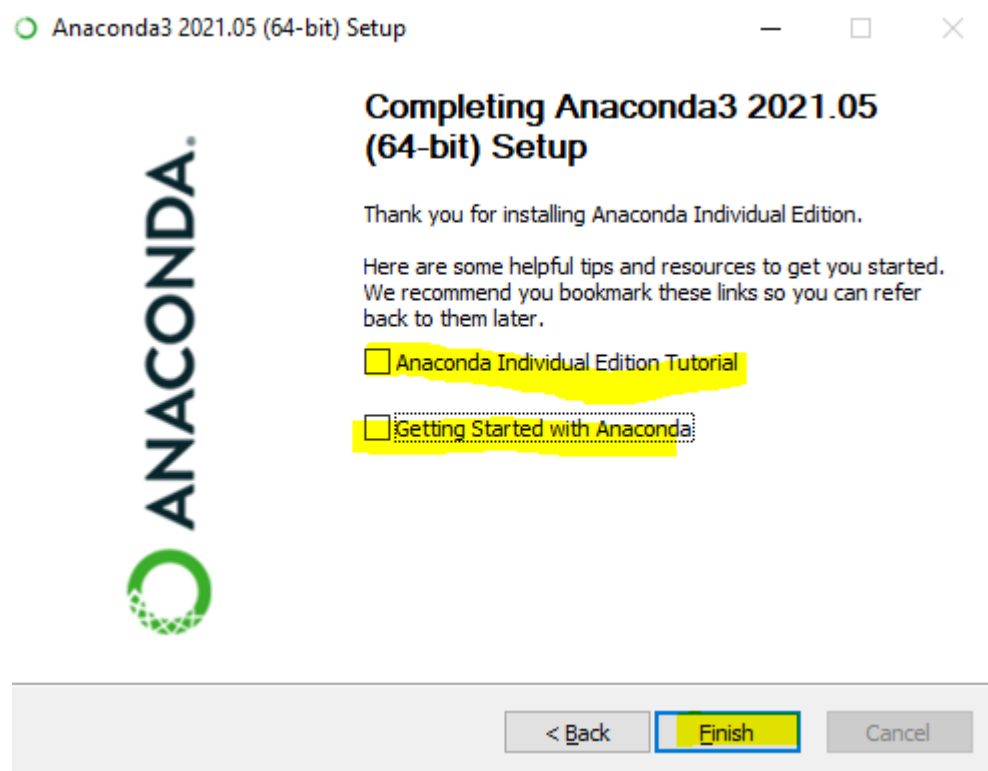 Anaconda3 2021.05 (64-bit) Setup
Completing Anaconda3 2021.05
(64-bit) Setup
Thank you for installing Anaconda Individual Edition.
Here are some helpful tips and resources to get you started.
We recommend you bookmark these links so you can refer
back to them later.
Anaconda Individual Edition Tutorial
Getting Started with Anaconda
ANACONDA.
< Back
Finish
Cancel